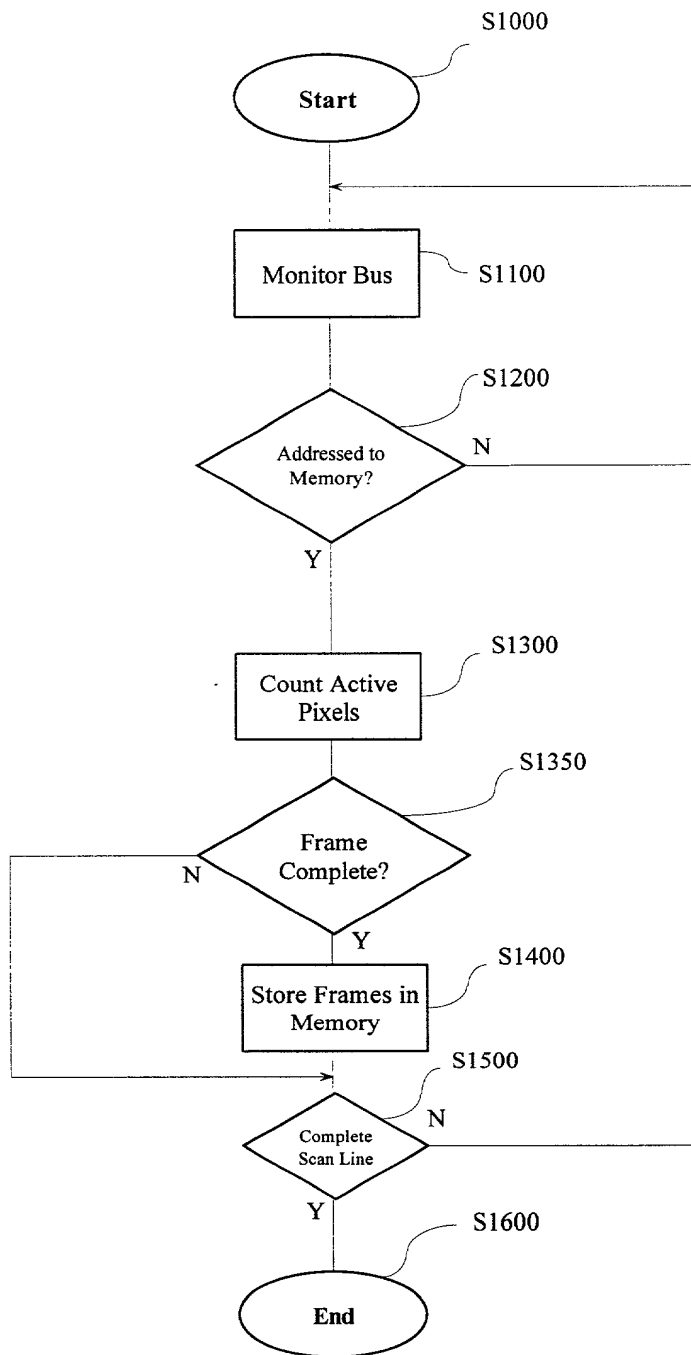 S1000
Start
Monitor Bus
S1100
S1200
Addressed to
Memory?
N
Y
S1300
Count Active
Pixels
S1350
Frame
Complete?
N
Y
S1400
Store Frames in
Memory
S1500
N
Complete
Scan Line
Y
S1600
End